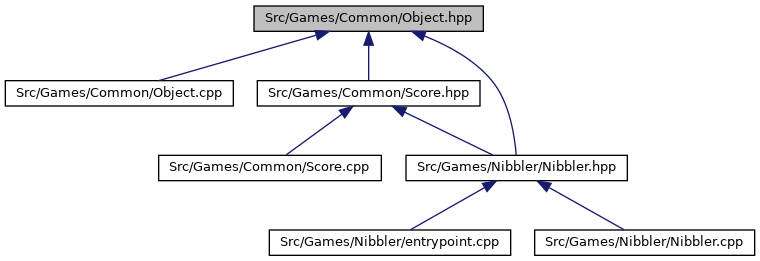 Src/Games/Common/Object.hpp
Src/Games/Common/Object.cpp
Src/Games/Common/Score.hpp
Src/Games/Common/Score.cpp
Src/Games/Nibbler/Nibbler.hpp
Src/Games/Nibbler/entrypoint.cpp
Src/Games/Nibbler/Nibbler.cpp